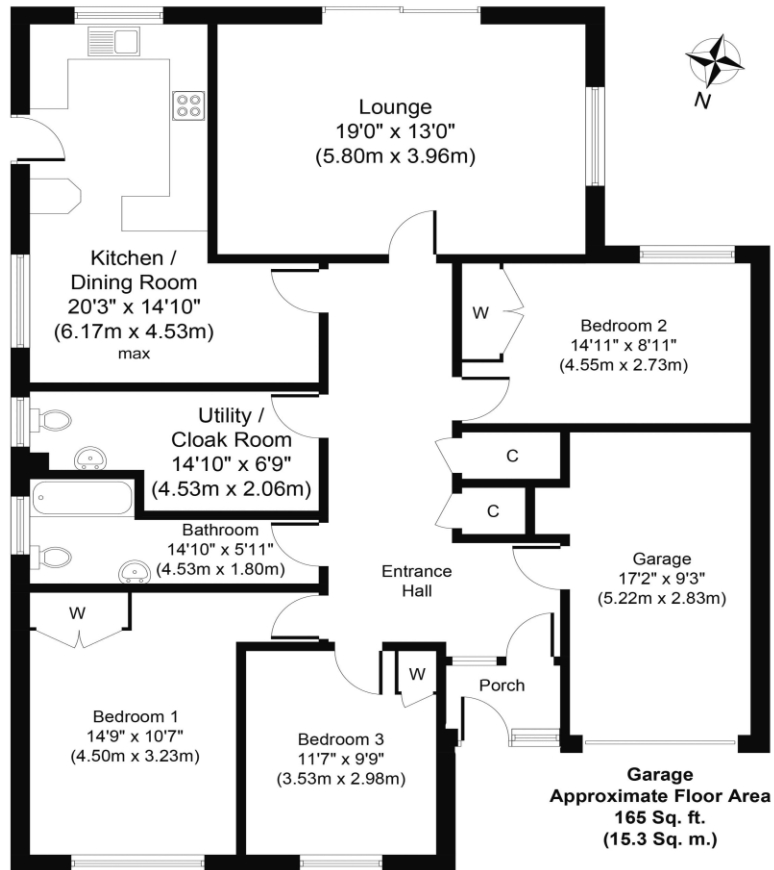 Lounge
19'0" x 13'0"
(5.80m x 3.96m)
N
Kitchen /
Dining Room
20'3" x 14'10"
(6.17m x 4.53m)
max
W
Bedroom 2
14'11" x 8'11"
(4.55m x 2.73m)
Utility /
Cloak Room
14'10" x 6'9"
(4.53m x 2.06m)
C
C
Bathroom
14'10" x 5'11"
(4.53m x 1.80m)
Entrance
Hall
Garage
17'2" x 9'3"
(5.22m x 2.83m)
W
Bedroom 1
14'9" x 10'7"
(4.50m x 3.23m)
W
Bedroom 3
11'7" x 9'9"
(3.53m x 2.98m)
Porch
Garage
Approximate Floor Area
165 Sq. ft.
(15.3 Sq. m.)